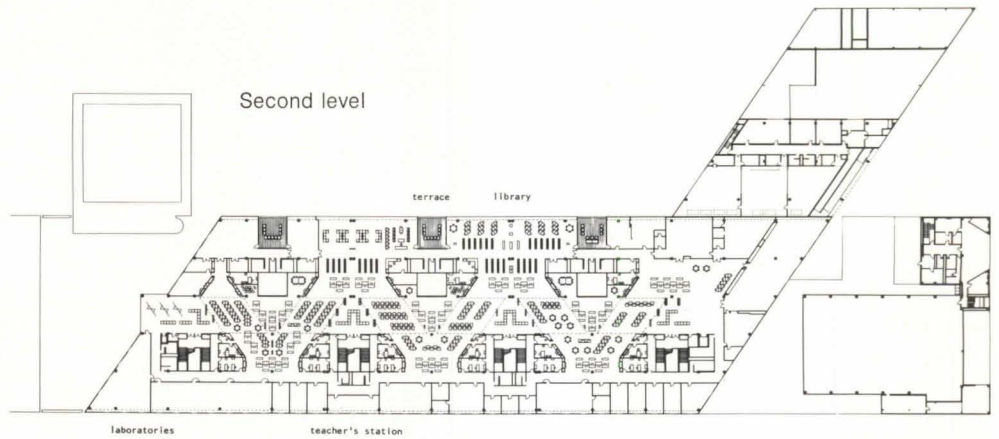 Second level
terrace
library
laboratories
teacher's station